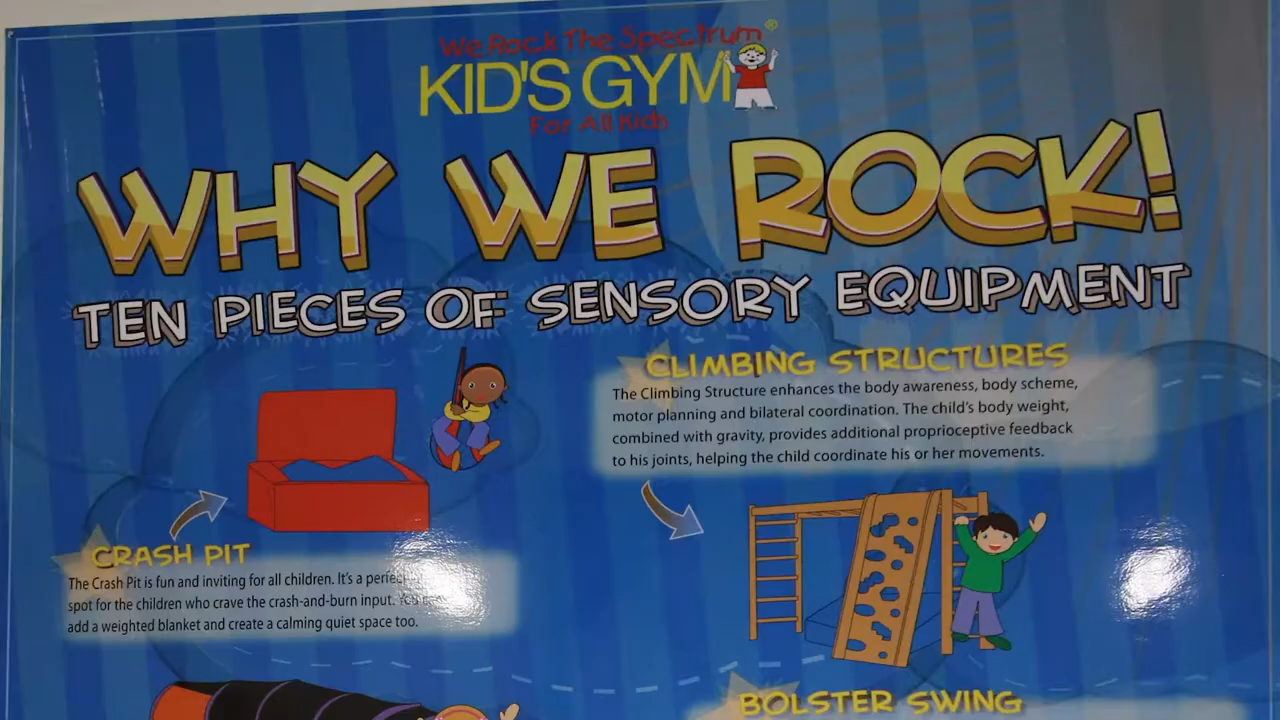 We Rock The Spectrum®
KID'S GYM
For All Kids
WHY WE ROCK!
TEN PIECES OF SENSORY EQUIPMENT
CLIMBING STRUCTURES
The Climbing Structure enhances the body awareness, body scheme,
motor planning and bilateral coordination. The child's body weight,
combined with gravity, provides additional proprioceptive feedback
to his joints, helping the child coordinate his or her movements.
CRASH PIT
The Crash Pit is fun and inviting for all children. It's a perfect
spot for the children who crave the crash-and-burn input. You
add a weighted blanket and create a calming quiet space too.
BOLSTER SWING